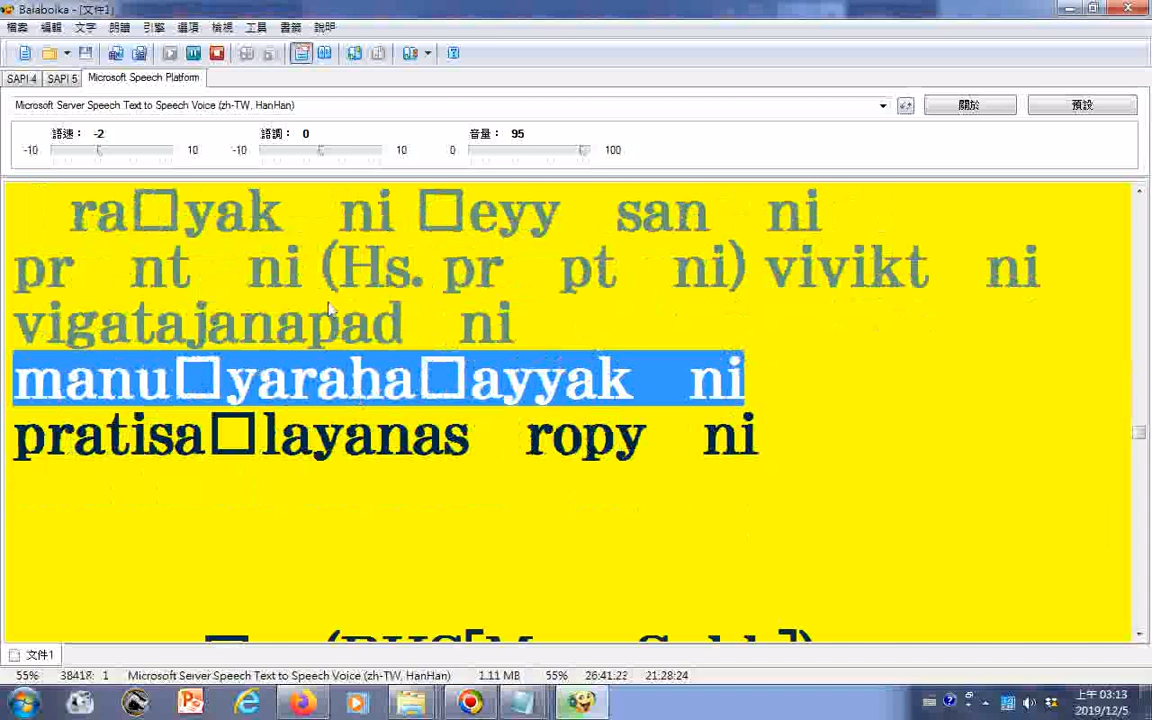 Balabolka - [文件1]
檔案 編輯 文字 朗讀 引擎 選項 檢視 工具 書籤 說明
SAPI 4 SAPI 5 Microsoft Speech Platform
Microsoft Server Speech Text to Speech Voice (zh-TW, HanHan) 關於 預設
語速： -2 語調： 0 音量： 95
-10 10 -10 10 0 100
ra□yak ni □eyy san ni
pr nt ni (Hs. pr pt ni) vivikt ni
vigatajanapad ni
manu□yaraha□ayyak ni
pratisa□layanas ropy ni
文件1
55% 38418: 1 Microsoft Server Speech Text to Speech Voice (zh-TW, HanHan) 1.11 MB 55% 26:41:22 21:28:24
上午 03:13
2019/12/5